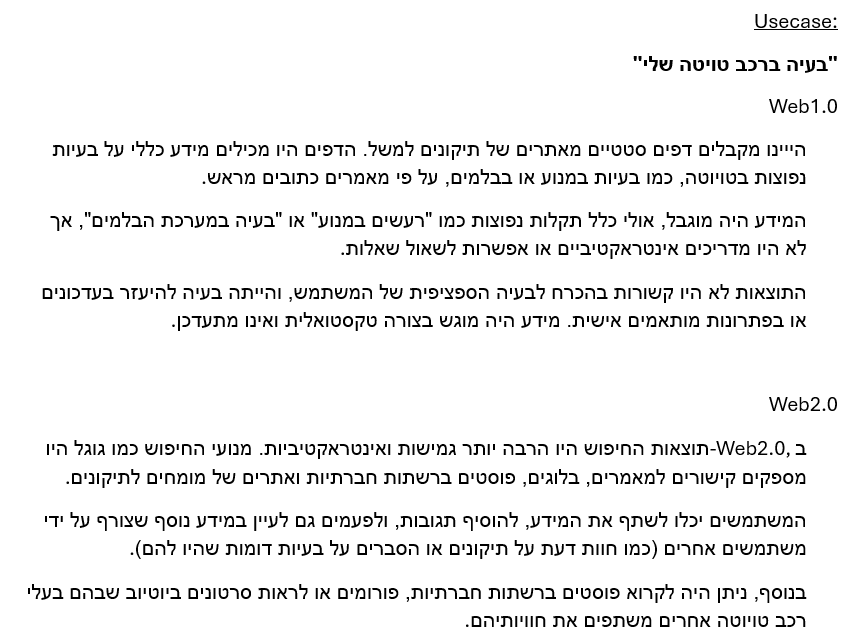 Usecase:
"בעיה ברכב טויטה שלי"
Web1.0
הייינו מקבלים דפים סטטיים מאתרים של תיקונים למשל. הדפים היו מכילים מידע כללי על בעיות
נפוצות בטויוטה, כמו בעיות במנוע או בבלמים, על פי מאמרים כתובים מראש.
המידע היה מוגבל, אולי כלל תקלות נפוצות כמו "רעשים במנוע" או "בעיה במערכת הבלמים", אך
לא היו מדריכים אינטראקטיביים או אפשרות לשאול שאלות.
התוצאות לא היו קשורות בהכרח לבעיה הספציפית של המשתמש, והייתה בעיה להיעזר בעדכונים
או בפתרונות מותאמים אישית. מידע היה מוגש בצורה טקסטואלית ואינו מתעדכן.
Web2.0
ב ,Web2.0-תוצאות החיפוש היו הרבה יותר גמישות ואינטראקטיביות. מנועי החיפוש כמו גוגל היו
מספקים קישורים למאמרים, בלוגים, פוסטים ברשתות חברתיות ואתרים של מומחים לתיקונים.
המשתמשים יכלו לשתף את המידע, להוסיף תגובות, ולפעמים גם לעיין במידע נוסף שצורף על ידי
משתמשים אחרים (כמו חוות דעת על תיקונים או הסברים על בעיות דומות שהיו להם).
בנוסף, ניתן היה לקרוא פוסטים ברשתות חברתיות, פורומים או לראות סרטונים ביוטיוב שבהם בעלי
רכב טויוטה אחרים משתפים את חוויותיהם.